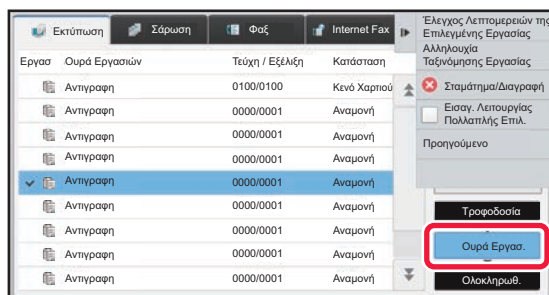 Εκτύπωση Σάρωση Φαξ Internet Fax
Εργασ Ουρά Εργασιών Τεύχη / Εξέλιξη Κατάσταση
Αντιγραφη 0100/0100 Κενό Χαρτιού
Αντιγραφη 0000/0001 Αναμονή
Αντιγραφη 0000/0001 Αναμονή
Αντιγραφη 0000/0001 Αναμονή
Αντιγραφη 0000/0001 Αναμονή
Αντιγραφη 0000/0001 Αναμονή
Αντιγραφη 0000/0001 Αναμονή
Αντιγραφη 0000/0001 Αναμονή
Αντιγραφη 0000/0001 Αναμονή
Έλεγχος Λεπτομερειών της
Επιλεγμένης Εργασίας
Αλληλουχία
Ταξινόμησης Εργασίας
Σταμάτημα/Διαγραφή
Εισαγ. Λειτουργίας
Πολλαπλής Επιλ.
Προηγούμενο
Τροφοδοσία
Ουρά Εργασ.
Ολοκληρωθ.